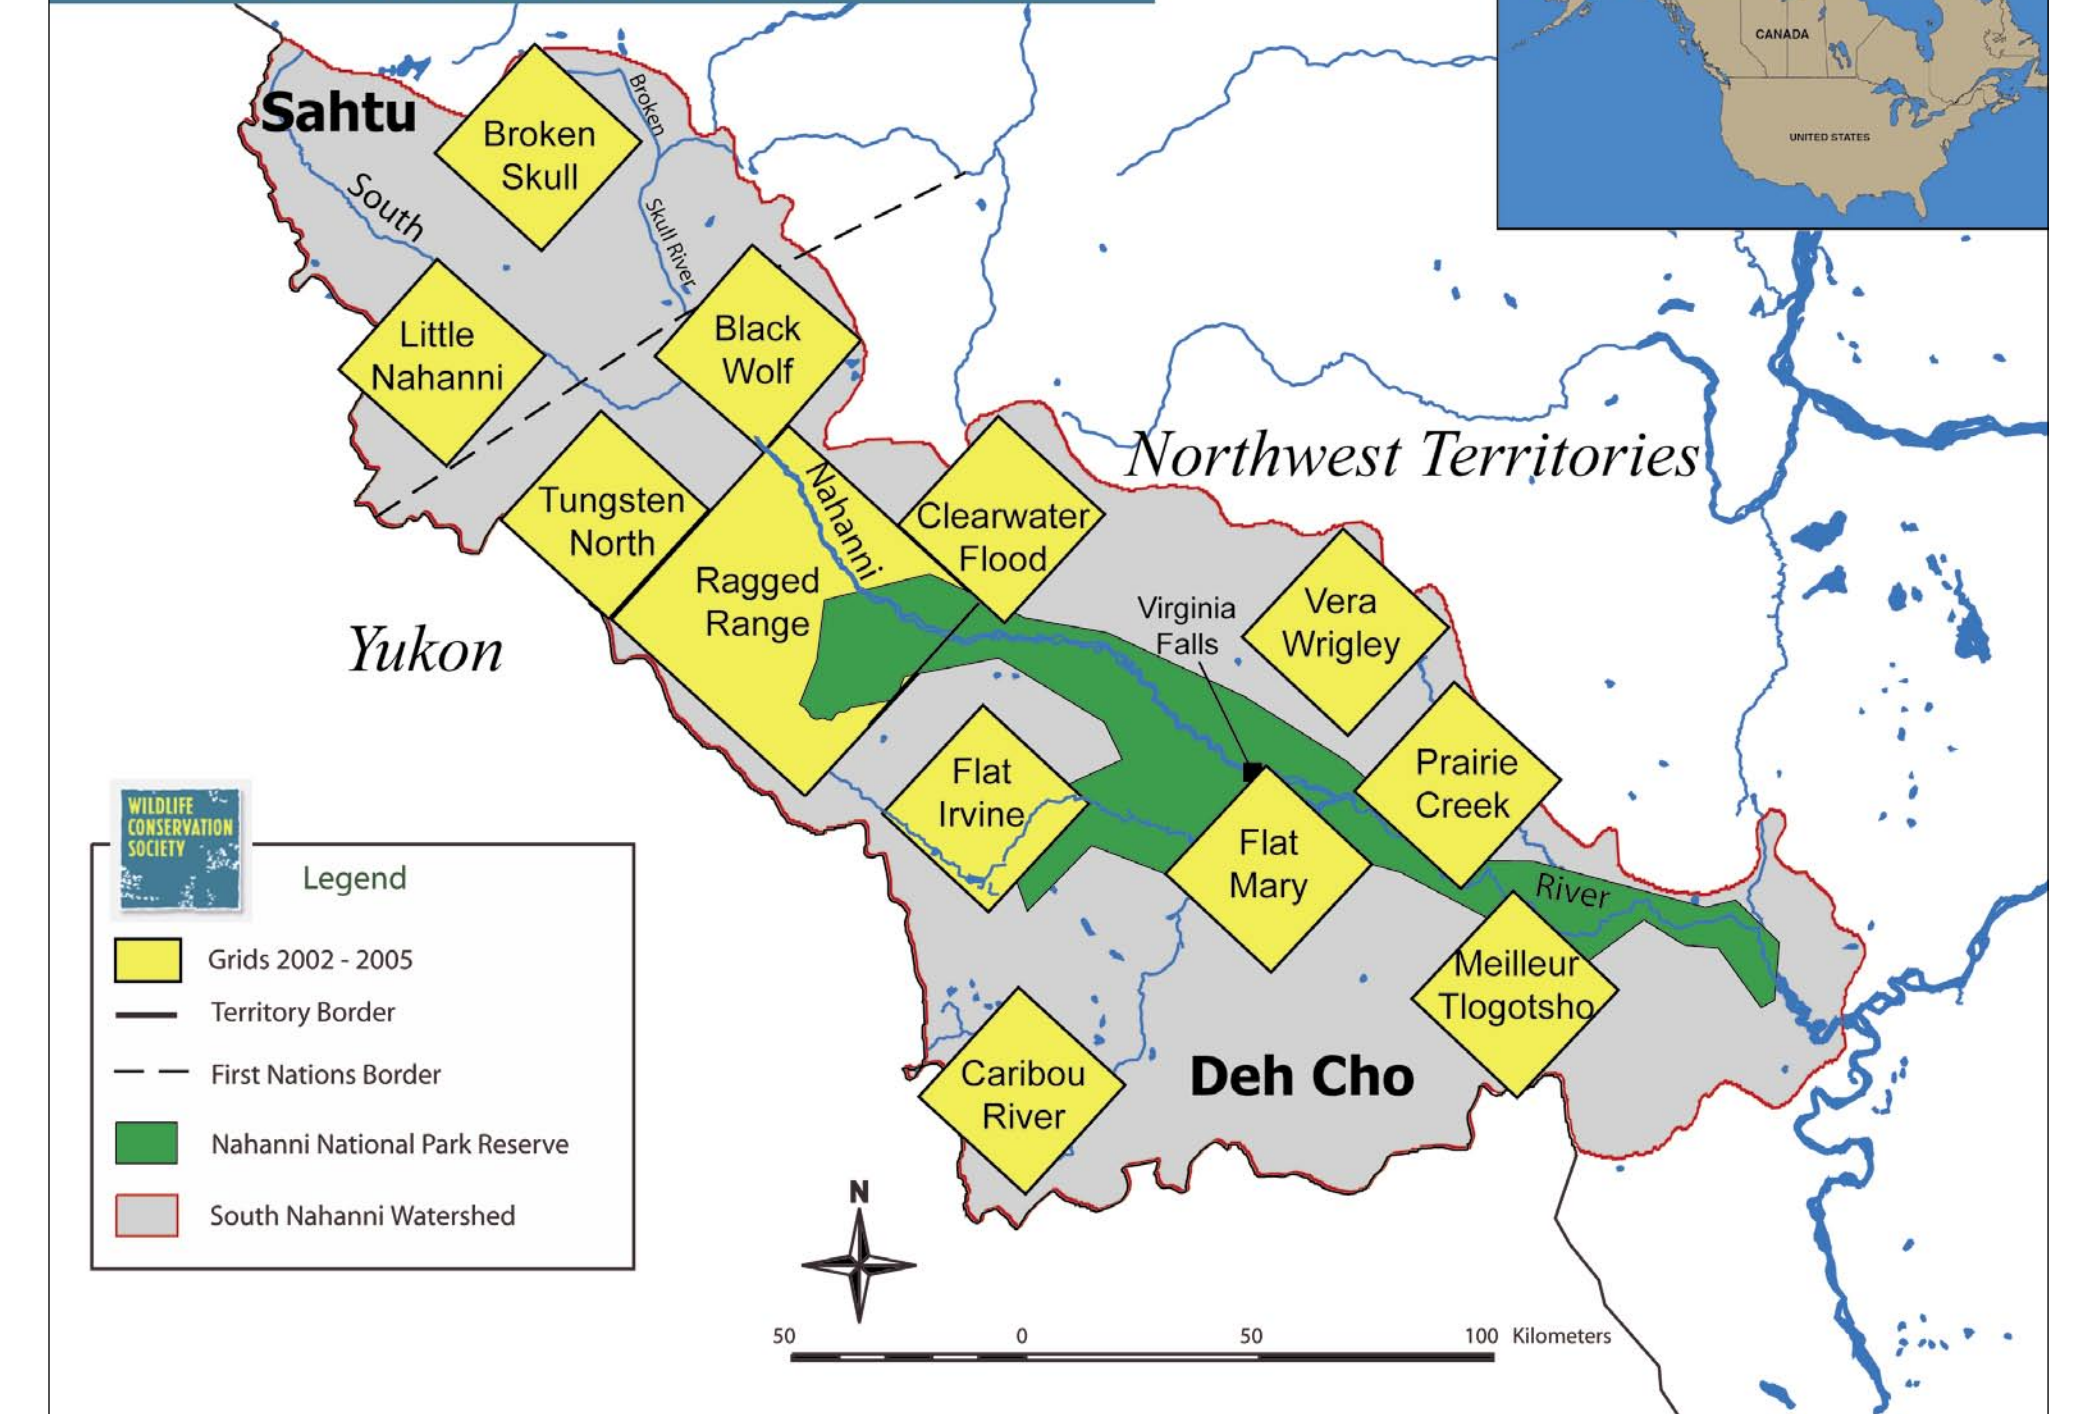 CANADA
UNITED STATES
Sahtu
Broken
Skull
Broken
Skull River
South
Little
Nahanni
Black
Wolf
Northwest Territories
Tungsten
North
Nahanni
Clearwater
Flood
Ragged
Range
Yukon
Virginia
Falls
Vera
Wrigley
Prairie
Creek
Flat
Irvine
Flat
Mary
River
Meilleur
Tlogotsho
Caribou
River
Deh Cho
WILDLIFE
CONSERVATION
SOCIETY
Legend
Grids 2002 - 2005
Territory Border
First Nations Border
Nahanni National Park Reserve
South Nahanni Watershed
N
50 0 50 100 Kilometers